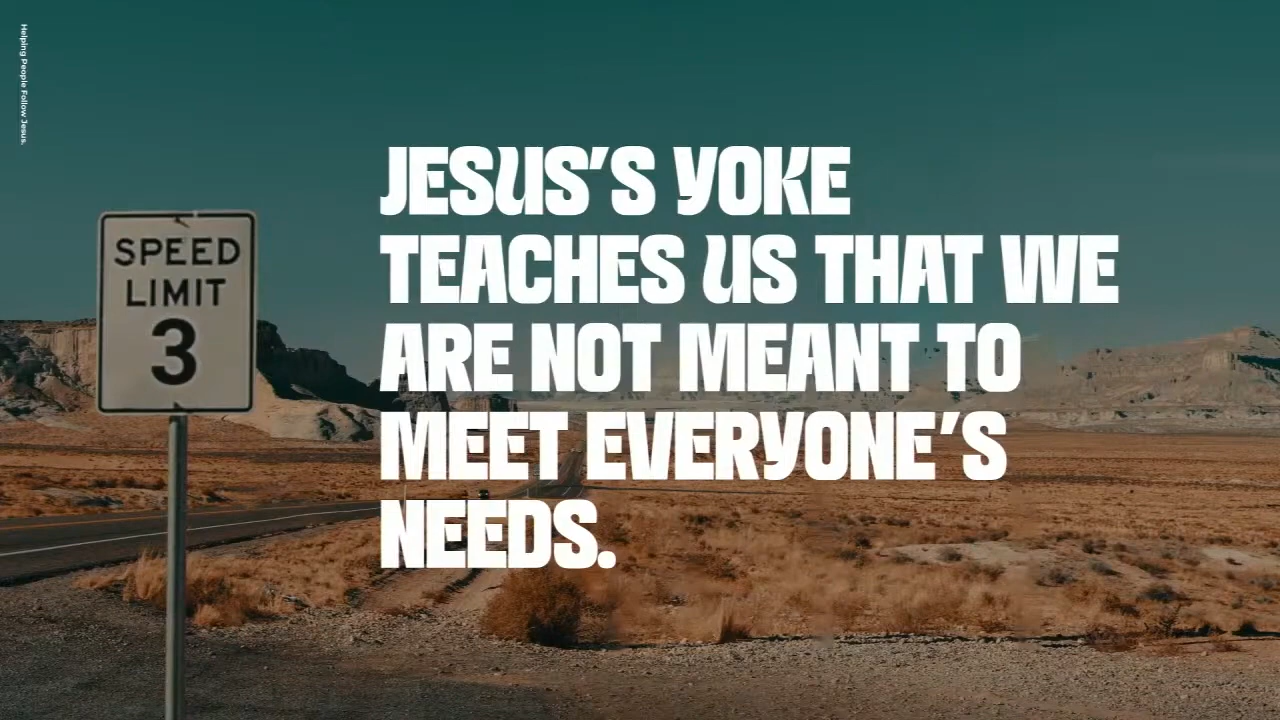 Helping People Follow Jesus.
SPEED
LIMIT
3
JESUS’S YOKE
TEACHES US THAT WE
ARE NOT MEANT TO
MEET EVERYONE’S
NEEDS.